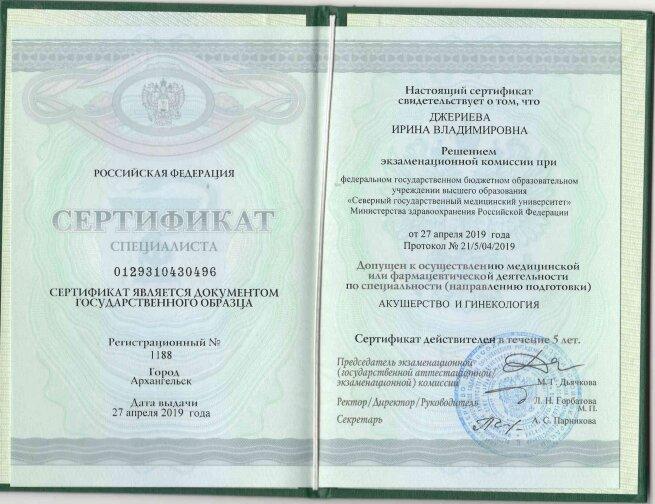 РОССИЙСКАЯ ФЕДЕРАЦИЯ
СЕРТИФИКАТ
СПЕЦИАЛИСТА
0129310430496
СЕРТИФИКАТ ЯВЛЯЕТСЯ ДОКУМЕНТОМ
ГОСУДАРСТВЕННОГО ОБРАЗЦА
Регистрационный №
1188
Город
Архангельск
Дата выдачи
27 апреля 2019 года
Настоящий сертификат
свидетельствует о том, что
ДЖЕРИЕВА
ИРИНА ВЛАДИМИРОВНА
Решением
экзаменационной комиссии при
федеральном государственном бюджетном образовательном
учреждении высшего образования
«Северный государственный медицинский университет»
Министерства здравоохранения Российской Федерации
от 27 апреля 2019 года
Протокол № 21/5/04/2019
Допущен к осуществлению медицинской
или фармацевтической деятельности
по специальности (направлению подготовки)
АКУШЕРСТВО И ГИНЕКОЛОГИЯ
Сертификат действителен в течение 5 лет.
Председатель экзаменационной
(государственной аттестационной/
экзаменационной) комиссии
М. Г. Дьячкова
Ректор/Директор/Руководитель
Л. Н. Горбатова
М. П.
Секретарь
А. С. Парникова